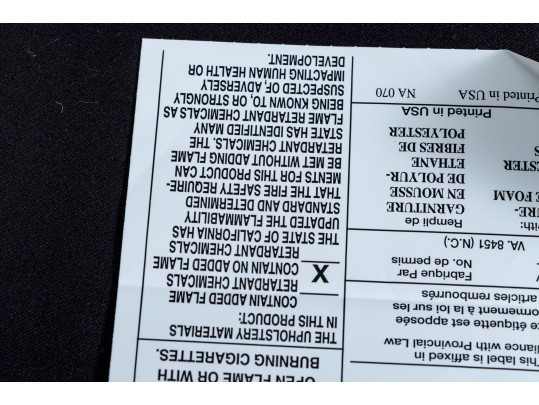 This label is affixed in
liance with Provincial Law
étiquette est apposée
ormément à la loi sur les
articles rembourrés
Fabrique Par
No. de permis
VA. 8451 (N.C.)
with: Rempli de
GARNITURE
FOAM EN MOUSSE
DE POLYUR-
ESTER ETHANE
FIBRES DE
POLYESTER
Printed in USA
Printed in USA NA 070
OPEN FLAME OR WITH
BURNING CIGARETTES.
THE UPHOLSTERY MATERIALS
IN THIS PRODUCT:
CONTAIN ADDED FLAME
RETARDANT CHEMICALS
X CONTAIN NO ADDED FLAME
RETARDANT CHEMICALS
THE STATE OF CALIFORNIA HAS
UPDATED THE FLAMMABILITY
STANDARD AND DETERMINED
THAT THE FIRE SAFETY REQUIRE-
MENTS FOR THIS PRODUCT CAN
BE MET WITHOUT ADDING FLAME
RETARDANT CHEMICALS. THE
STATE HAS IDENTIFIED MANY
FLAME RETARDANT CHEMICALS AS
BEING KNOWN TO, OR STRONGLY
SUSPECTED OF, ADVERSELY
IMPACTING HUMAN HEALTH OR
DEVELOPMENT.